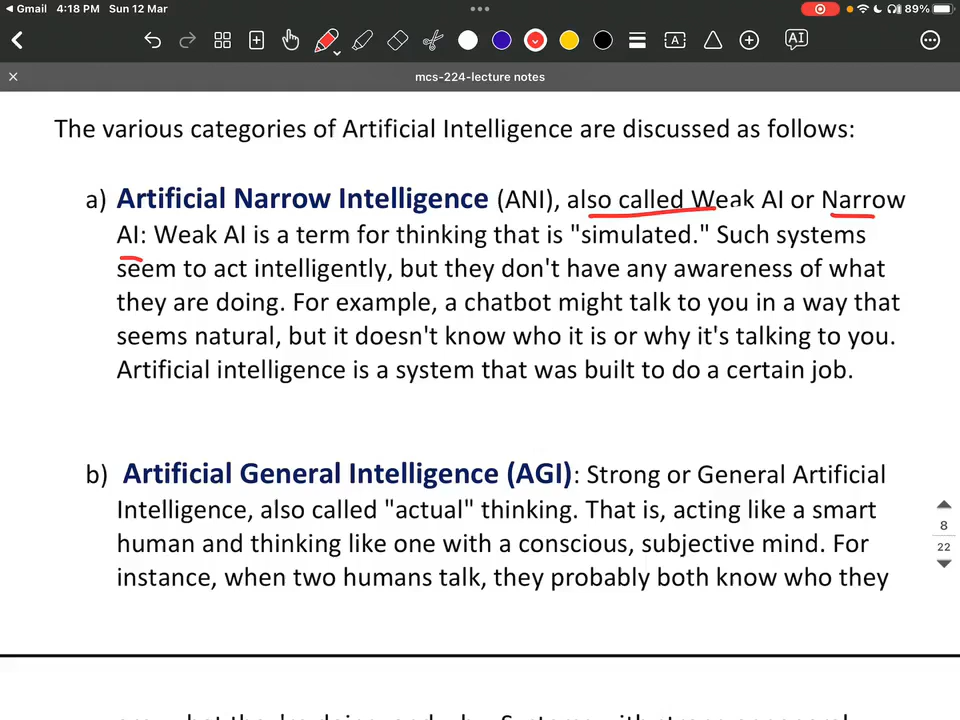 Gmail 4:18 PM Sun 12 Mar 89%
A AI
mcs-224-lecture notes
The various categories of Artificial Intelligence are discussed as follows:
a) Artificial Narrow Intelligence (ANI), also called Weak AI or Narrow
AI: Weak AI is a term for thinking that is "simulated." Such systems
seem to act intelligently, but they don't have any awareness of what
they are doing. For example, a chatbot might talk to you in a way that
seems natural, but it doesn't know who it is or why it's talking to you.
Artificial intelligence is a system that was built to do a certain job.
b) Artificial General Intelligence (AGI): Strong or General Artificial
Intelligence, also called "actual" thinking. That is, acting like a smart
8
human and thinking like one with a conscious, subjective mind. For
22
instance, when two humans talk, they probably both know who they